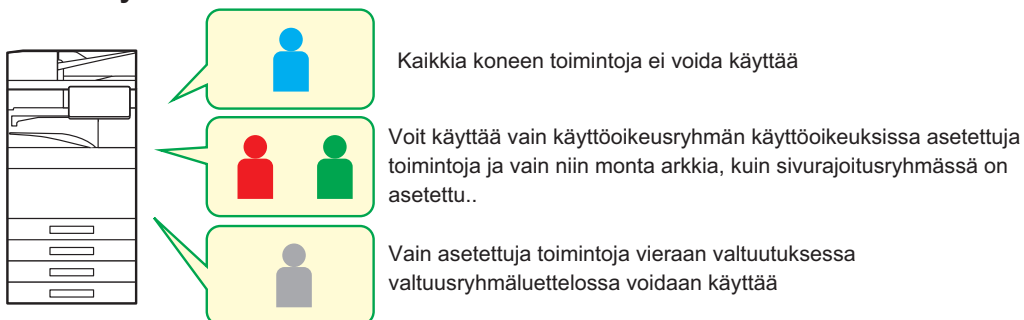 Kaikkia koneen toimintoja ei voida käyttää
Voit käyttää vain käyttöoikeusryhmän käyttöoikeuksissa asetettuja
toimintoja ja vain niin monta arkkia, kuin sivurajoitusryhmässä on
asetettu..
Vain asetettuja toimintoja vieraan valtuutuksessa
valtuusryhmäluettelossa voidaan käyttää